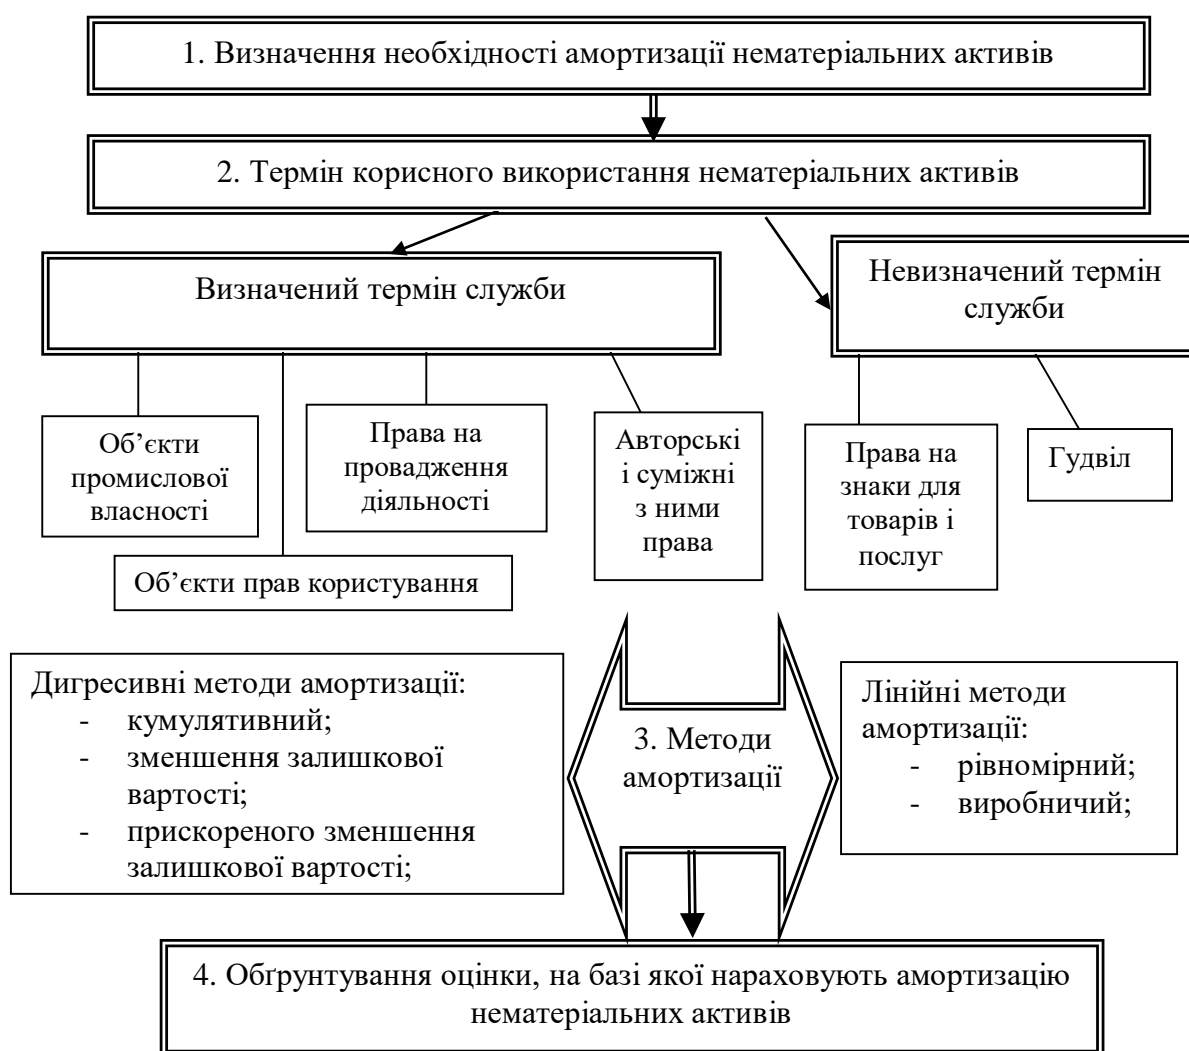 1. Визначення необхідності амортизації нематеріальних активів
2. Термін корисного використання нематеріальних активів
Визначений термін служби
Невизначений термін
служби
Об’єкти
промислової
власності
Права на
провадження
діяльності
Авторські
і суміжні
з ними
права
Права на
знаки для
товарів і
послуг
Гудвіл
Об’єкти прав користування
Дигресивні методи амортизації:
- кумулятивний;
- зменшення залишкової
вартості;
- прискореного зменшення
залишкової вартості;
3. Методи
амортизації
Лінійні методи
амортизації:
- рівномірний;
- виробничий;
4. Обґрунтування оцінки, на базі якої нараховують амортизацію
нематеріальних активів